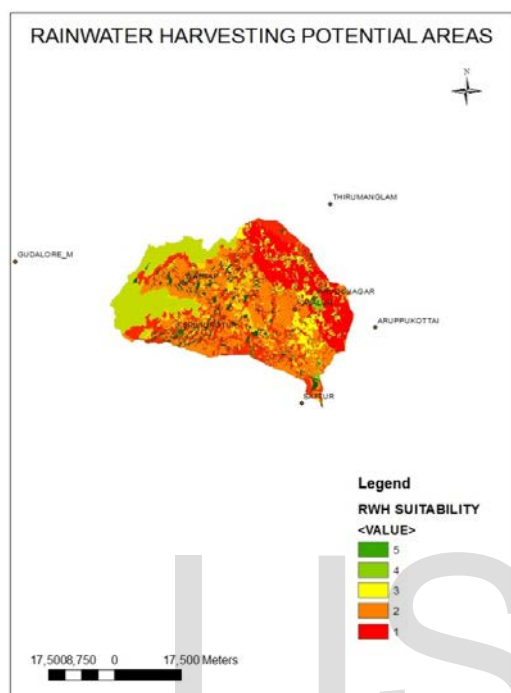 RAINWATER HARVESTING POTENTIAL AREAS
N
THIRUMANGLAM
GUDALORE_M
ARUPPUKOTTAI
Legend
RWH SUITABILITY
<VALUE>
5
4
3
2
1
17,5008,750 0 17,500 Meters